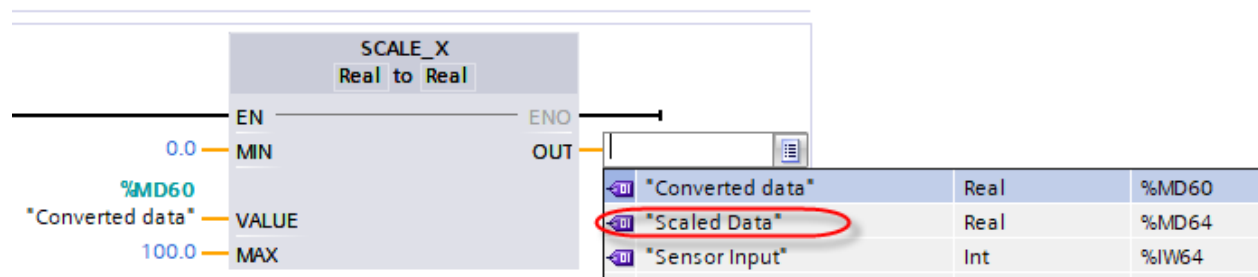 SCALE_X
Real to Real
EN ENO
0.0 MIN OUT
%MD60
"Converted data" VALUE
100.0 MAX
"Converted data" Real %MD60
"Scaled Data" Real %MD64
"Sensor Input" Int %IW64